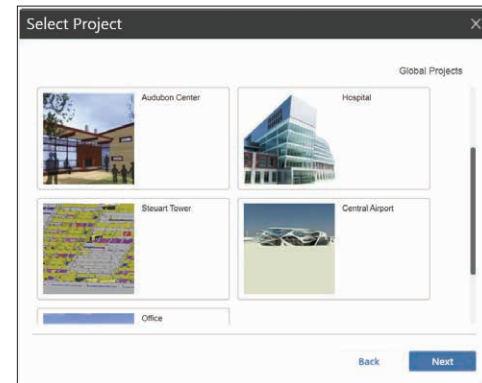 Select Project
Global Projects
Audubon Center
Hospital
Steuart Tower
Central Airport
Office
Back
Next